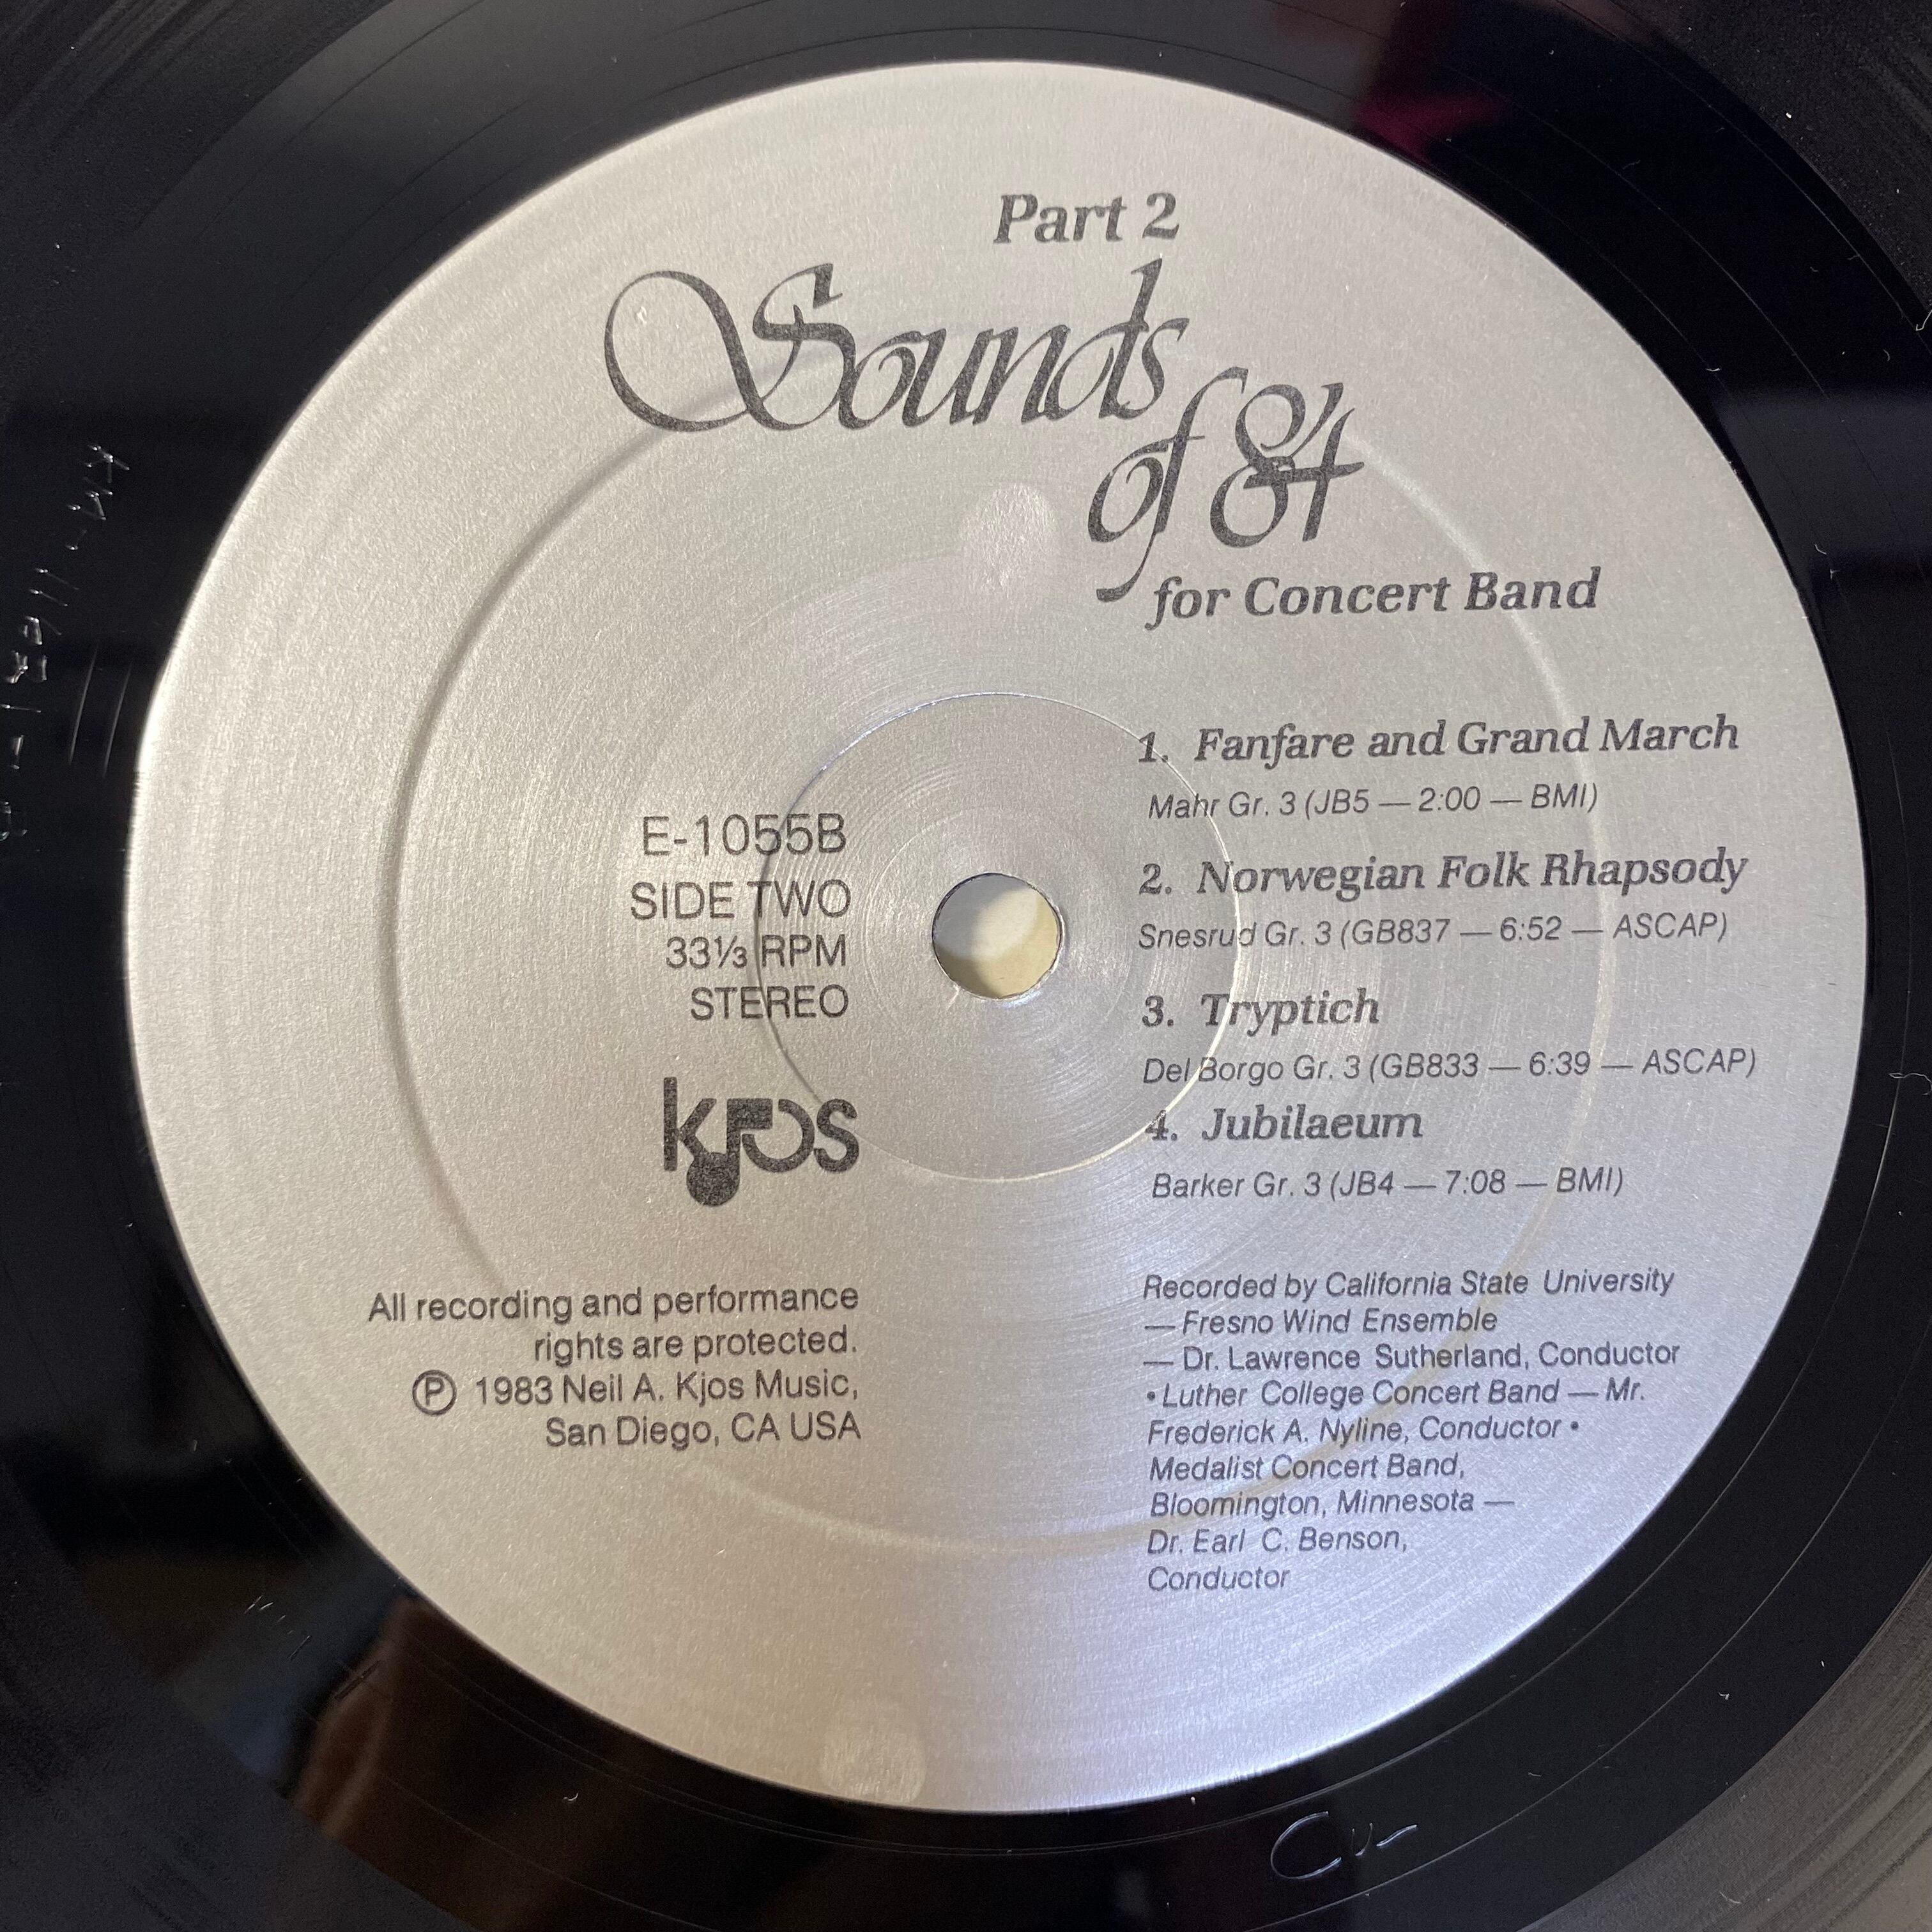 Part 2
Sounds
of 84
for Concert Band
1. Fanfare and Grand March
Mahr Gr. 3 (JB5 — 2:00 — BMI)
2. Norwegian Folk Rhapsody
Snesrud Gr. 3 (GB837 — 6:52 — ASCAP)
3. Tryptich
Del Borgo Gr. 3 (GB833 — 6:39 — ASCAP)
4. Jubilaeum
Barker Gr. 3 (JB4 — 7:08 — BMI)
E-1055B
SIDE TWO
33⅓ RPM
STEREO
kjos
All recording and performance
rights are protected.
Ⓟ 1983 Neil A. Kjos Music,
San Diego, CA USA
Recorded by California State University
— Fresno Wind Ensemble
— Dr. Lawrence Sutherland, Conductor
• Luther College Concert Band — Mr.
Frederick A. Nyline, Conductor •
Medalist Concert Band,
Bloomington, Minnesota —
Dr. Earl C. Benson,
Conductor